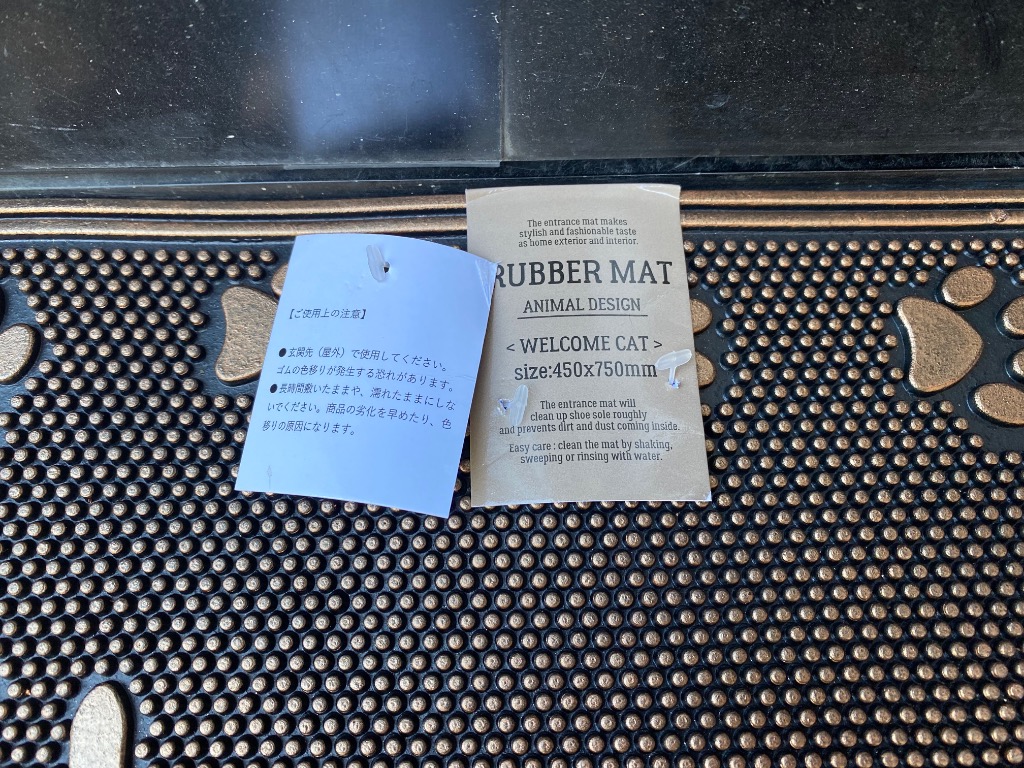 【ご使用上の注意】
●玄関先（屋外）で使用してください。
ゴムの色移りが発生する恐れがあります。
●長時間敷いたままや、濡れたままにしな
いでください。商品の劣化を早めたり、色
移りの原因になります。
The entrance mat makes
stylish and fashionable taste
as home exterior and interior.
RUBBER MAT
ANIMAL DESIGN
< WELCOME CAT >
size:450x750mm
The entrance mat will
clean up shoe sole roughly
and prevents dirt and dust coming inside.
Easy care : clean the mat by shaking,
sweeping or rinsing with water.